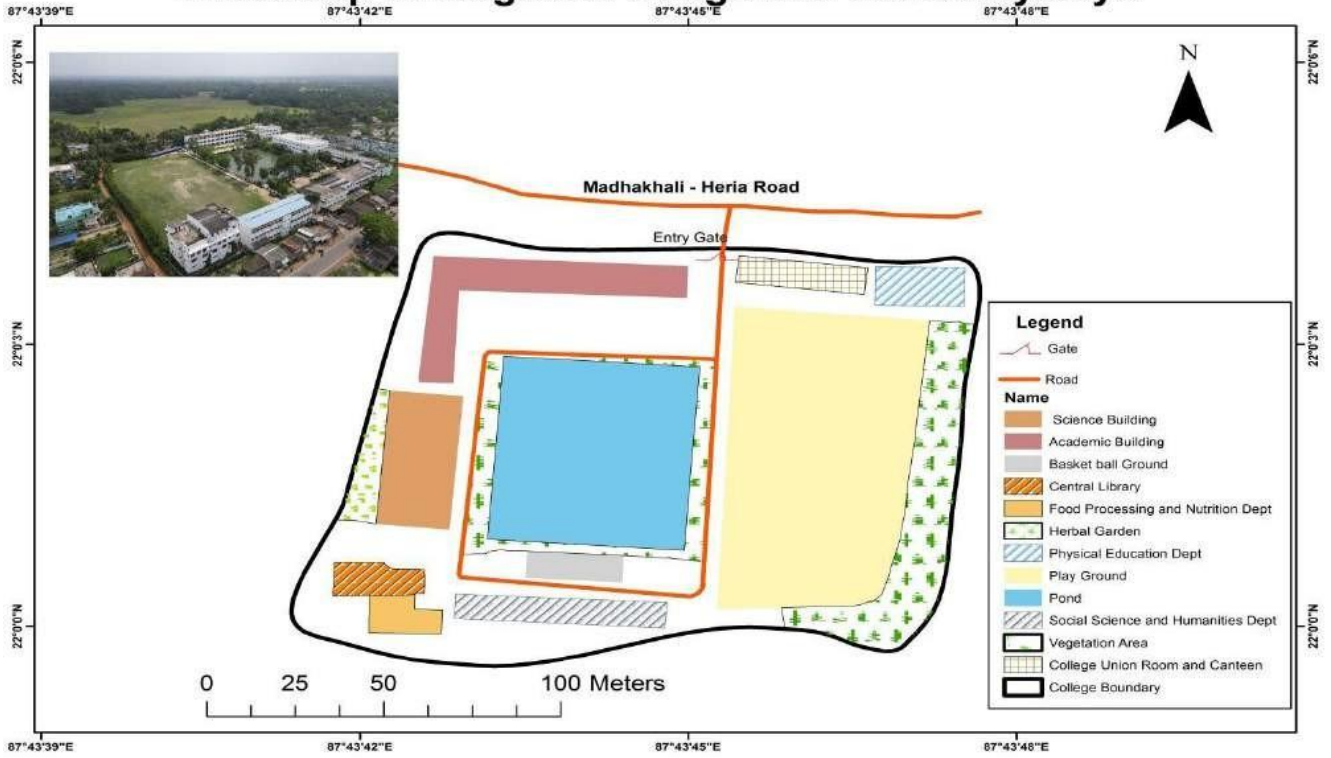 87°43'42"E 87°43'45"E 87°43'48"E
22°0'6"N 22°0'6"N
N
Madhakhali - Heria Road
Entry Gate
22°0'3"N 22°0'3"N
Legend
Gate
Road
Name
Science Building
Academic Building
Basket ball Ground
Central Library
Food Processing and Nutrition Dept
Herbal Garden
Physical Education Dept
Play Ground
Pond
Social Science and Humanities Dept
Vegetation Area
College Union Room and Canteen
College Boundary
22°0'0"N 22°0'0"N
0 25 50 100 Meters
87°43'39"E 87°43'42"E 87°43'45"E 87°43'48"E